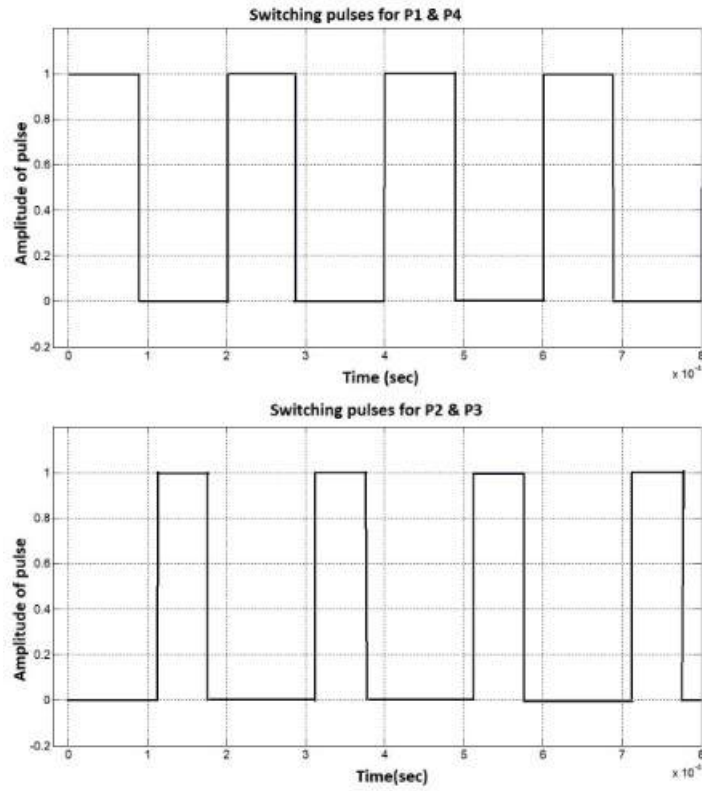 Switching pulses for P1 & P4
Amplitude of pulse
1
0.8
0.6
0.4
0.2
0
-0.2
0 1 2 3 4 5 6 7 8
Time (sec)
x 10
Switching pulses for P2 & P3
Amplitude of pulse
1
0.8
0.6
0.4
0.2
0
-0.2
0 1 2 3 4 5 6 7 8
Time(sec)
x 10